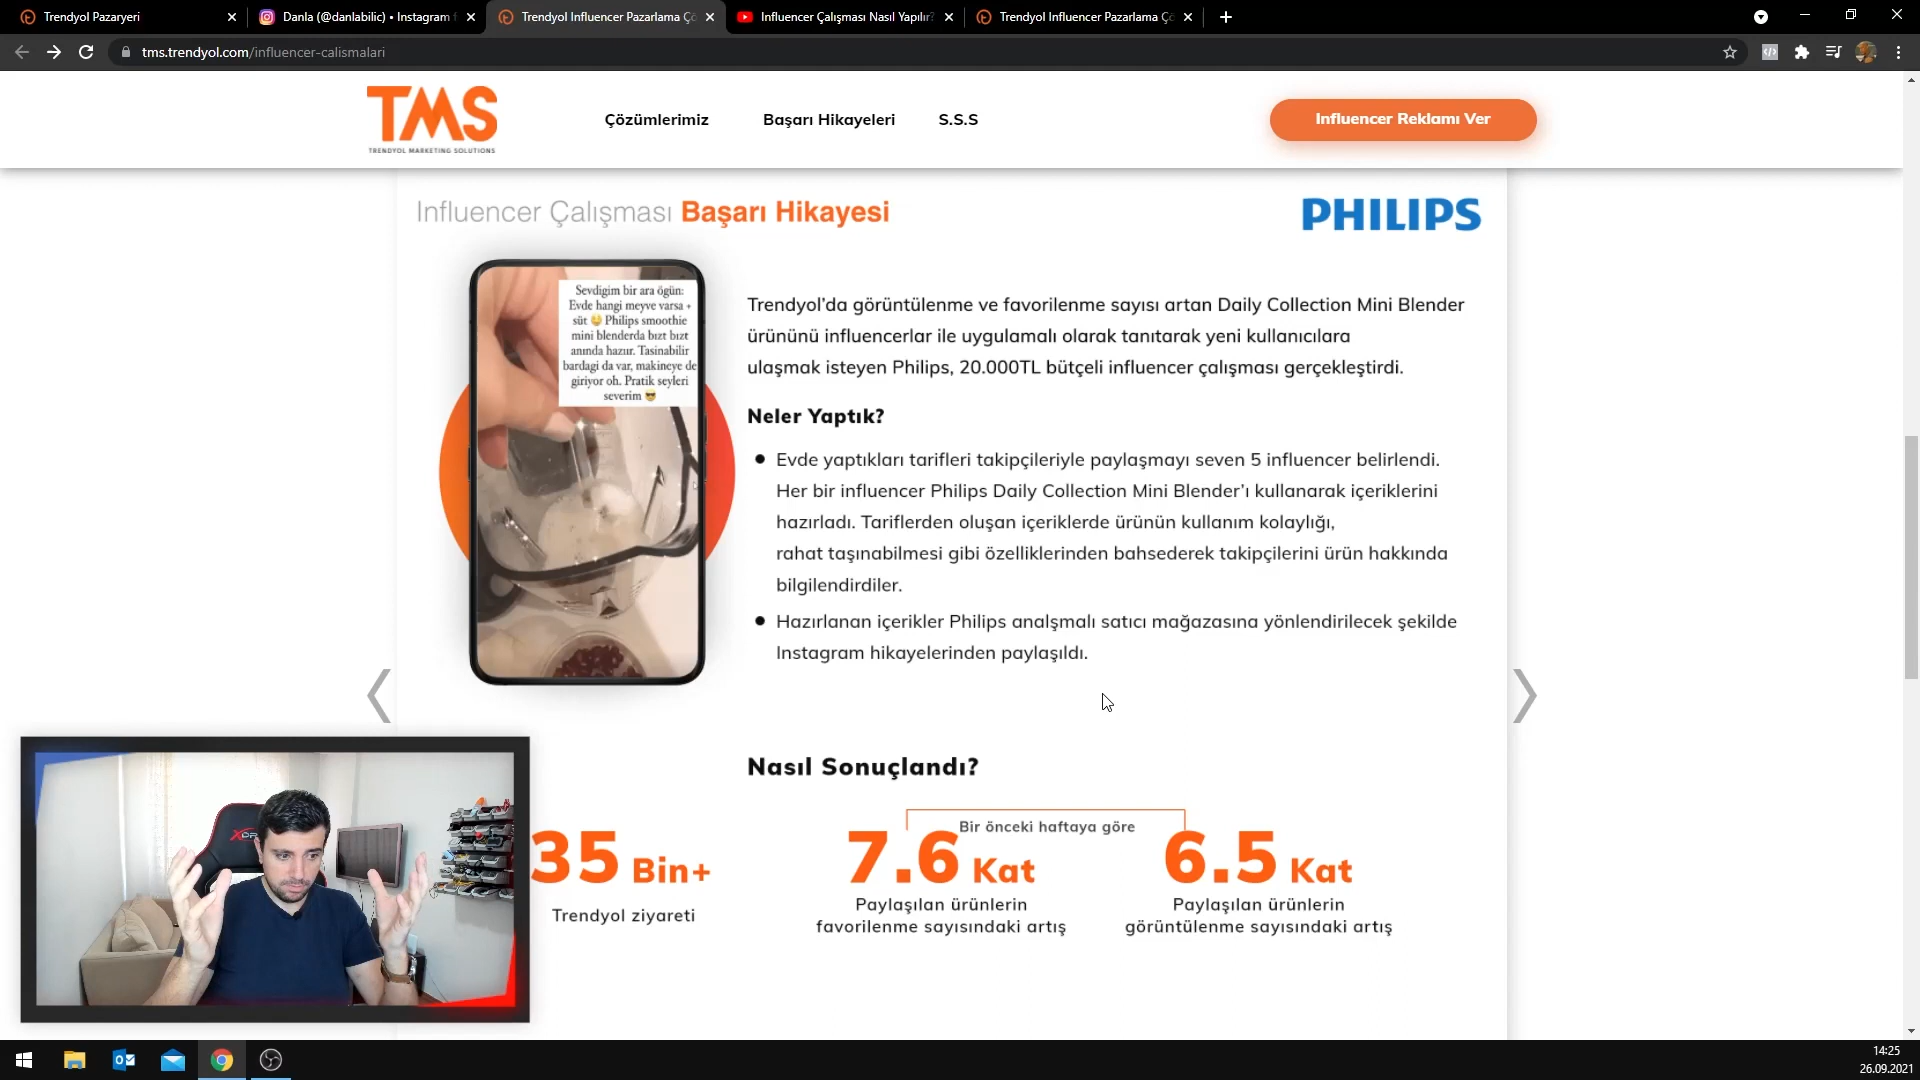 Trendyol Pazaryeri
Danla (@danlabilic) • Instagram f
Trendyol Influencer Pazarlama Çö
Influencer Çalışması Nasıl Yapılır?
Trendyol Influencer Pazarlama Çö
tms.trendyol.com/influencer-calismalari
TMS
TRENDYOL MARKETING SOLUTIONS
Çözümlerimiz
Başarı Hikayeleri
S.S.S
Influencer Reklamı Ver
Influencer Çalışması Başarı Hikayesi
PHILIPS
Sevdigim bir ara ögün:
Evde hangi meyve varsa +
süt 😋 Philips smoothie
mini blenderda bızt bızt
anında hazır. Tasinabilir
bardagi da var, makineye de
giriyor oh. Pratik seyleri
severim 😎
Trendyol'da görüntülenme ve favorilenme sayısı artan Daily Collection Mini Blender
ürününü influencerlar ile uygulamalı olarak tanıtarak yeni kullanıcılara
ulaşmak isteyen Philips, 20.000TL bütçeli influencer çalışması gerçekleştirdi.
Neler Yaptık?
● Evde yaptıkları tarifleri takipçileriyle paylaşmayı seven 5 influencer belirlendi.
Her bir influencer Philips Daily Collection Mini Blender'ı kullanarak içeriklerini
hazırladı. Tariflerden oluşan içeriklerde ürünün kullanım kolaylığı,
rahat taşınabilmesi gibi özelliklerinden bahsederek takipçilerini ürün hakkında
bilgilendirdiler.
● Hazırlanan içerikler Philips analşmalı satıcı mağazasına yönlendirilecek şekilde
Instagram hikayelerinden paylaşıldı.
Nasıl Sonuçlandı?
Bir önceki haftaya göre
35 Bin+
7.6 Kat
6.5 Kat
Trendyol ziyareti
Paylaşılan ürünlerin
favorilenme sayısındaki artış
Paylaşılan ürünlerin
görüntülenme sayısındaki artış
14:25
26.09.2021